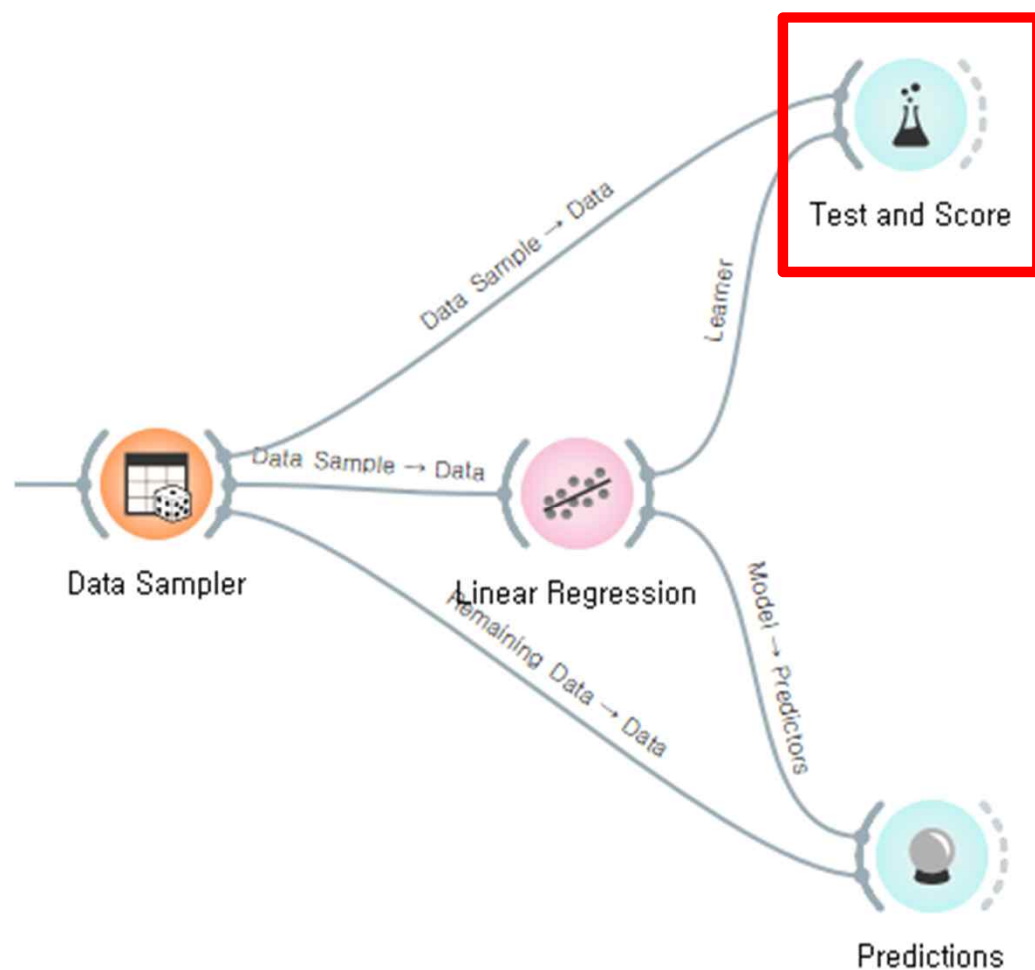 Test and Score
Data Sample → Data
Learner
Data Sample → Data
Data Sampler
Linear Regression
Remaining Data → Data
Model → Predictors
Predictions